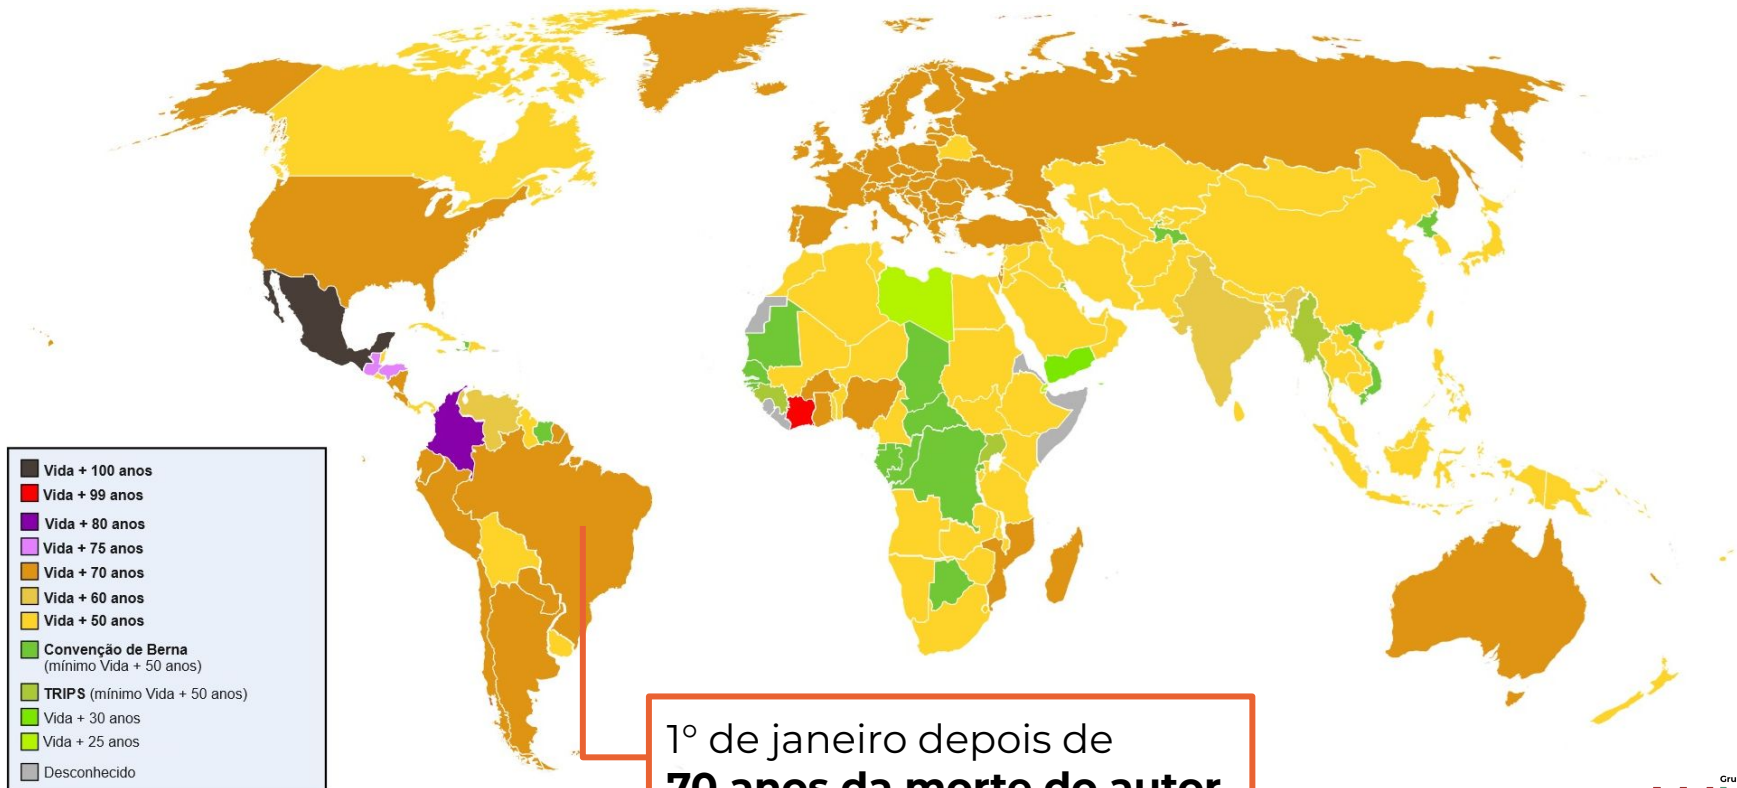 Vida + 100 anos
Vida + 99 anos
Vida + 80 anos
Vida + 75 anos
Vida + 70 anos
Vida + 60 anos
Vida + 50 anos
Convenção de Berna
(mínimo Vida + 50 anos)
TRIPS (mínimo Vida + 50 anos)
Vida + 30 anos
Vida + 25 anos
Desconhecido
1º de janeiro depois de
70 anos da morte do autor
Gru